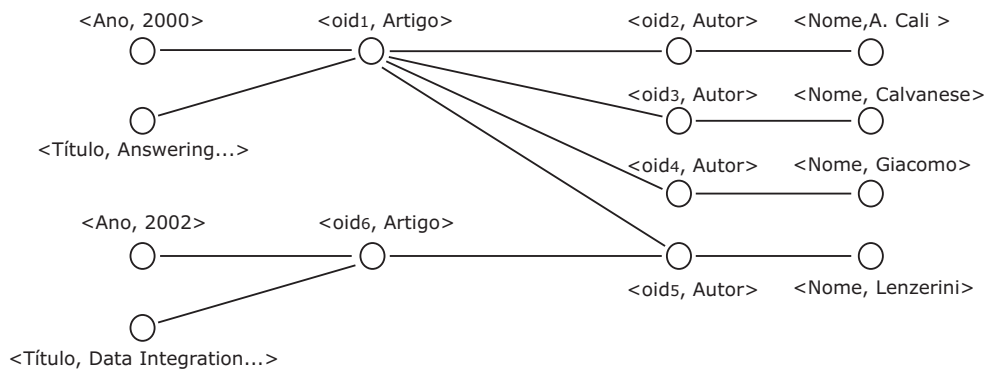 <Ano, 2000>
<oid1, Artigo>
<oid2, Autor>
<Nome,A. Cali >
<oid3, Autor>
<Nome, Calvanese>
<Título, Answering...>
<oid4, Autor>
<Nome, Giacomo>
<Ano, 2002>
<oid6, Artigo>
<oid5, Autor>
<Nome, Lenzerini>
<Título, Data Integration...>